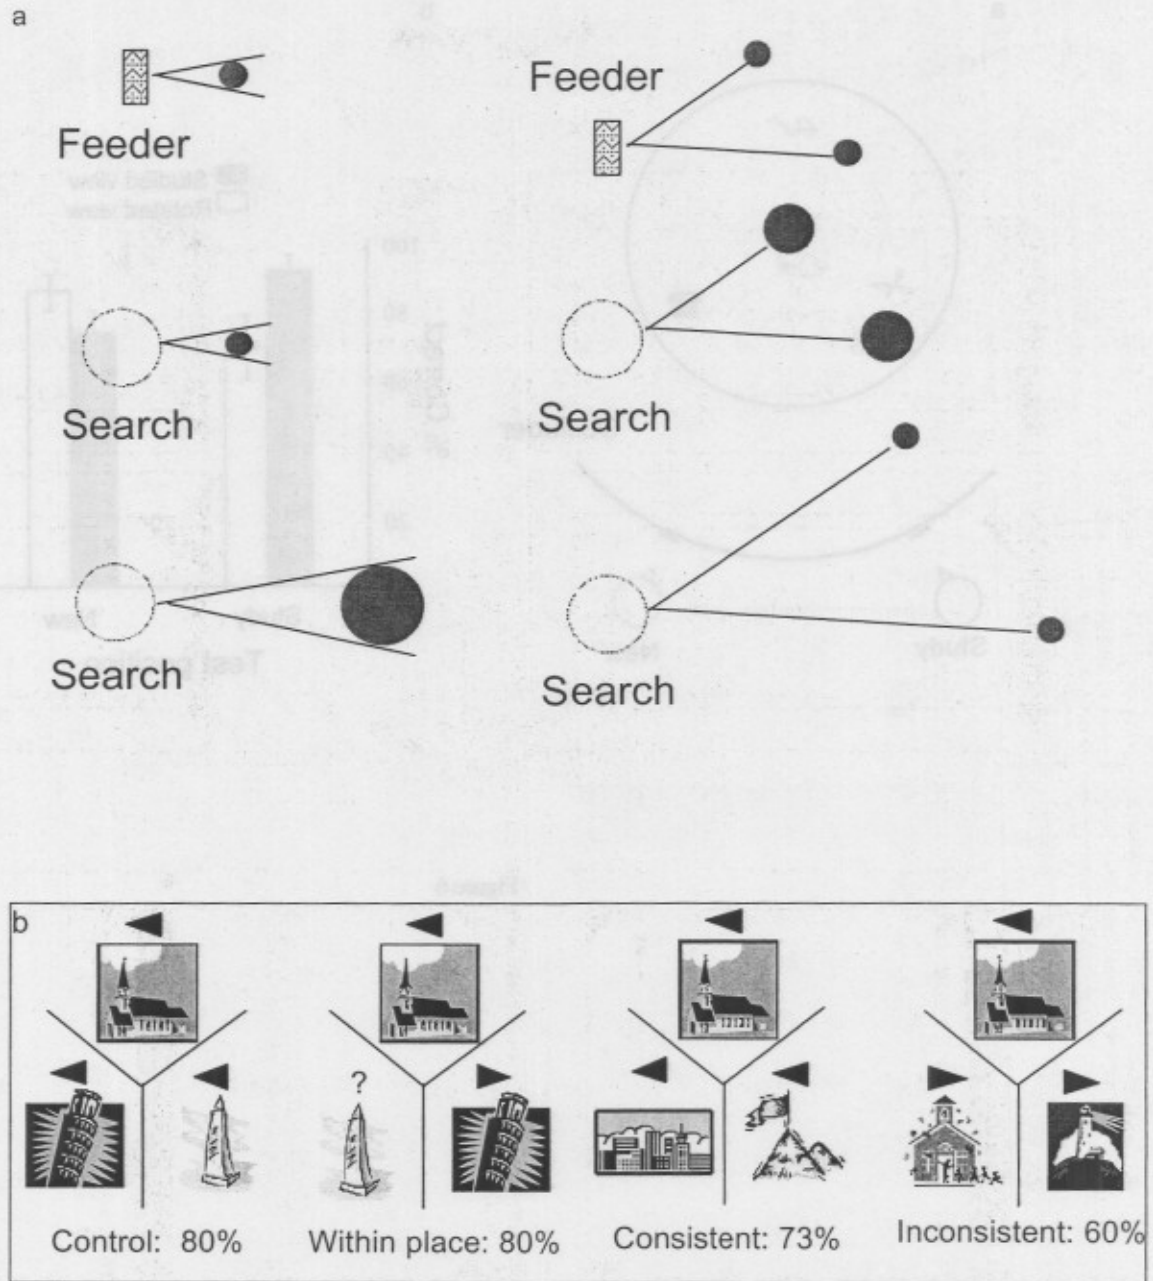 a
Feeder
Feeder
Search
Search
Search
Search
b
?
Control: 80%
Within place: 80%
Consistent: 73%
Inconsistent: 60%